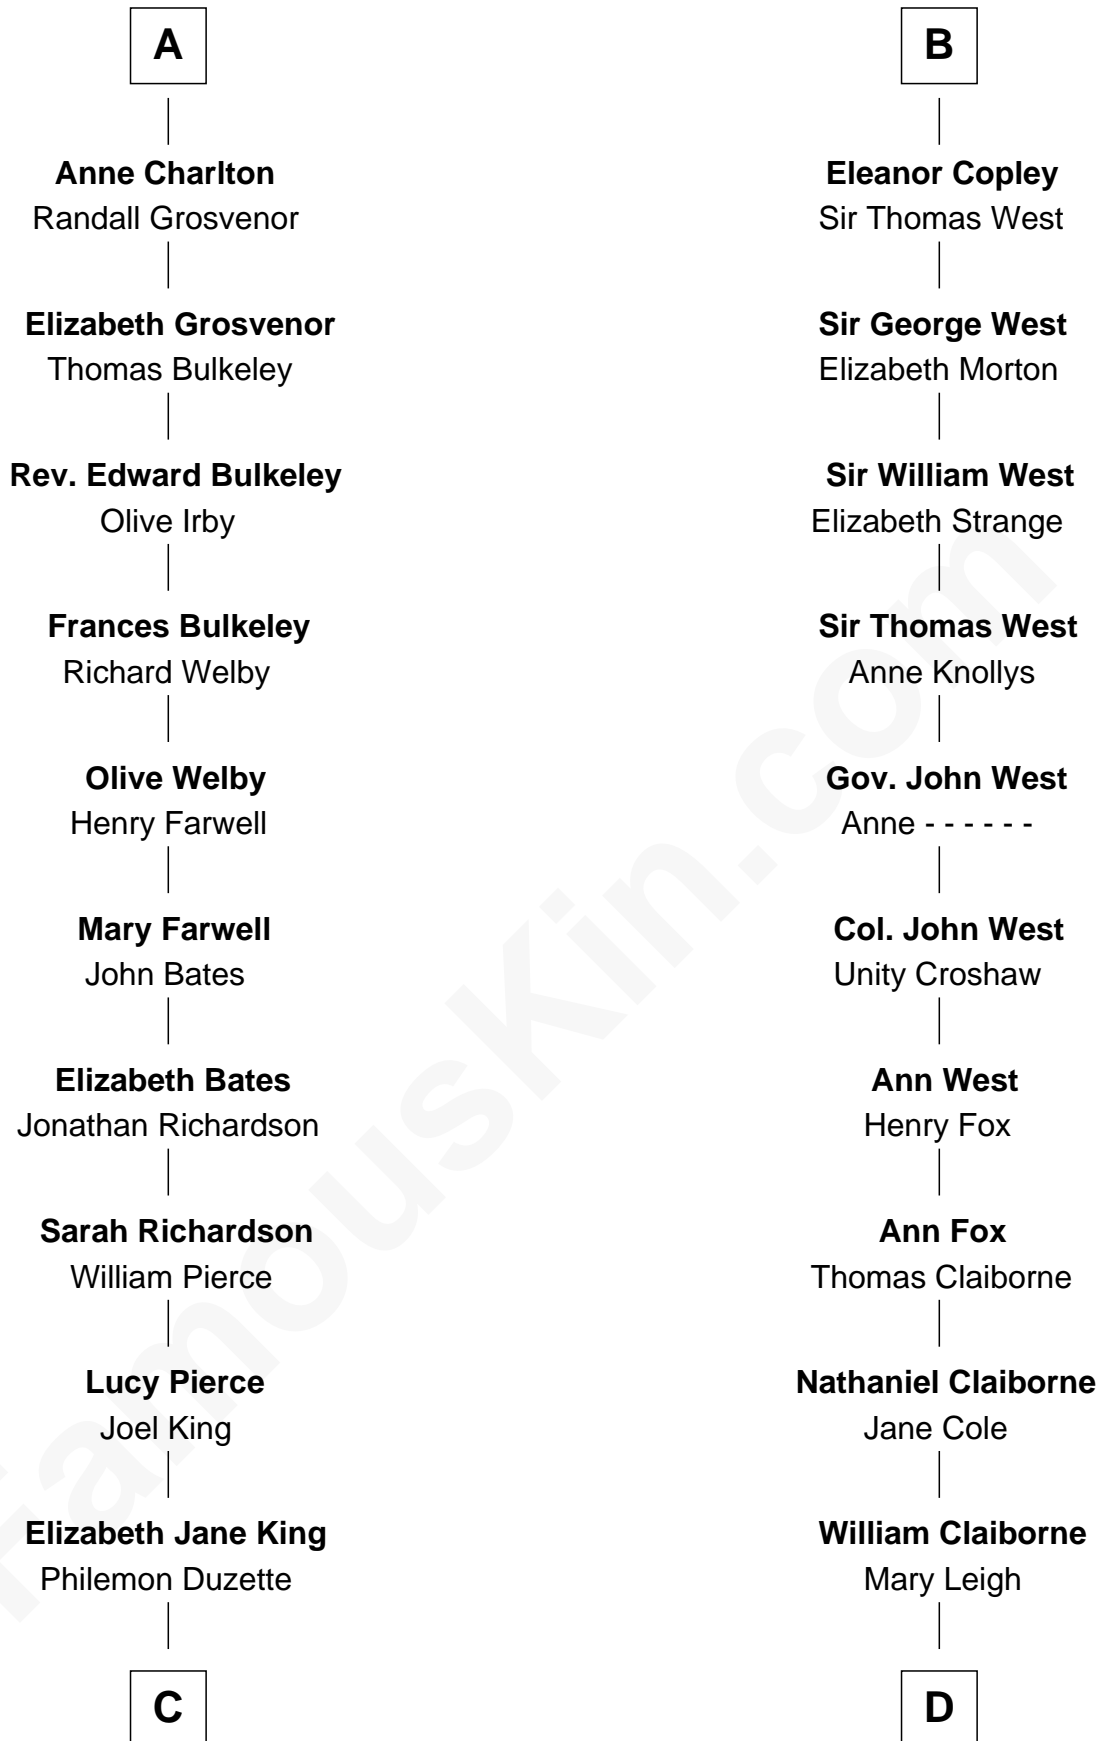 A
Anne Charlton
Randall Grosvenor
Elizabeth Grosvenor
Thomas Bulkeley
Rev. Edward Bulkeley
Olive Irby
Frances Bulkeley
Richard Welby
Olive Welby
Henry Farwell
Mary Farwell
John Bates
Elizabeth Bates
Jonathan Richardson
Sarah Richardson
William Pierce
Lucy Pierce
Joel King
Elizabeth Jane King
Philemon Duzette
C
B
Eleanor Copley
Sir Thomas West
Sir George West
Elizabeth Morton
Sir William West
Elizabeth Strange
Sir Thomas West
Anne Knollys
Gov. John West
Anne - - - - - -
Col. John West
Unity Croshaw
Ann West
Henry Fox
Ann Fox
Thomas Claiborne
Nathaniel Claiborne
Jane Cole
William Claiborne
Mary Leigh
D
FamousKin.com